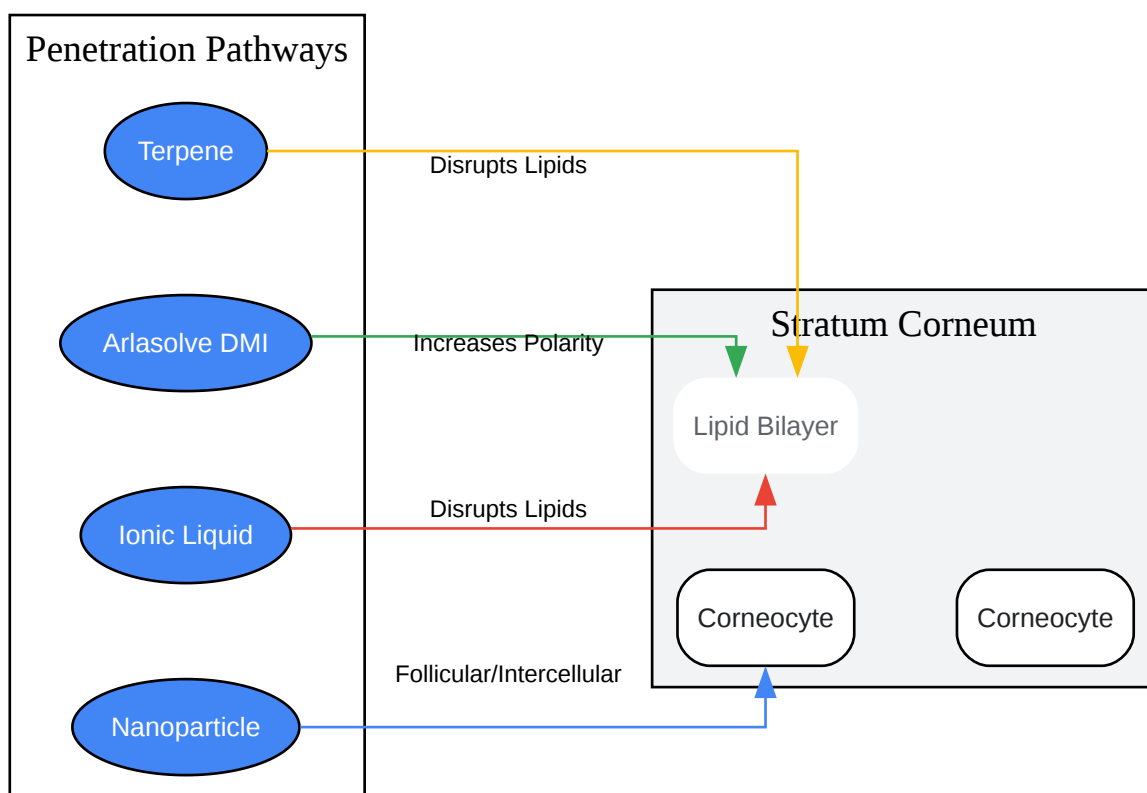 Penetration Pathways
Terpene
Disrupts Lipids
Arlasolve DMI
Increases Polarity
Stratum Corneum
Lipid Bilayer
Ionic Liquid
Disrupts Lipids
Corneocyte
Corneocyte
Nanoparticle
Follicular/Intercellular